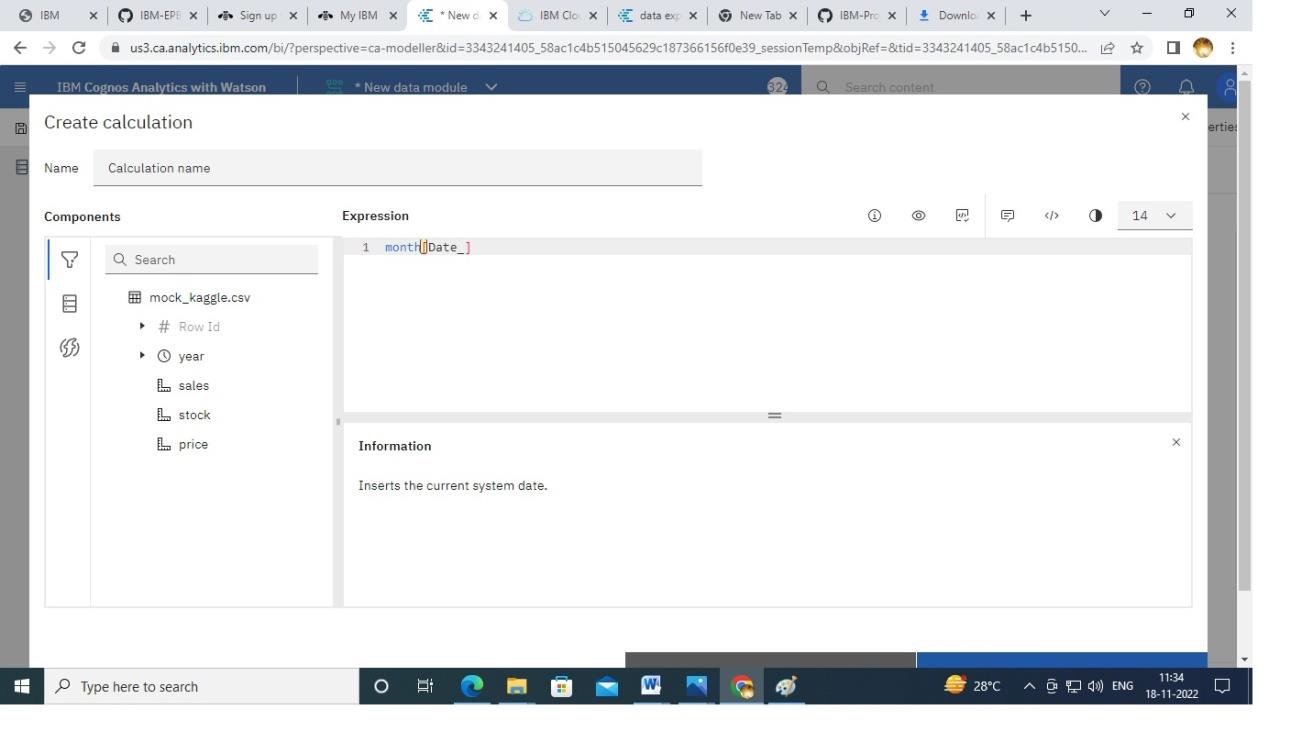 IBM
IBM-EPB
Sign up
My IBM
* New d
IBM Clo
data exp
New Tab
IBM-Pro
Downlo
us3.ca.analytics.ibm.com/bi/?perspective=ca-modeller&id=3343241405_58ac1c4b515045629c187366156f0e39_sessionTemp&objRef=&tid=3343241405_58ac1c4b5150...
IBM Cognos Analytics with Watson
* New data module
Search content
Create calculation
erties
Name
Calculation name
Components
Expression
14
1 month[Date_]
Search
mock_kaggle.csv
# Row Id
year
sales
stock
price
Information
Inserts the current system date.
Type here to search
28°C
ENG
11:34
18-11-2022